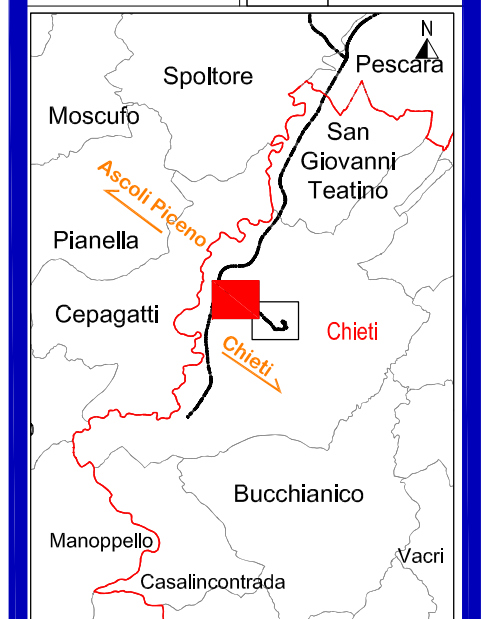 N
Pescara
Spoltore
Moscufo
San
Giovanni
Teatino
Ascoli Piceno
Pianella
Cepagatti
Chieti
Chieti
Bucchianico
Manoppello
Vacri
Casalincontrada